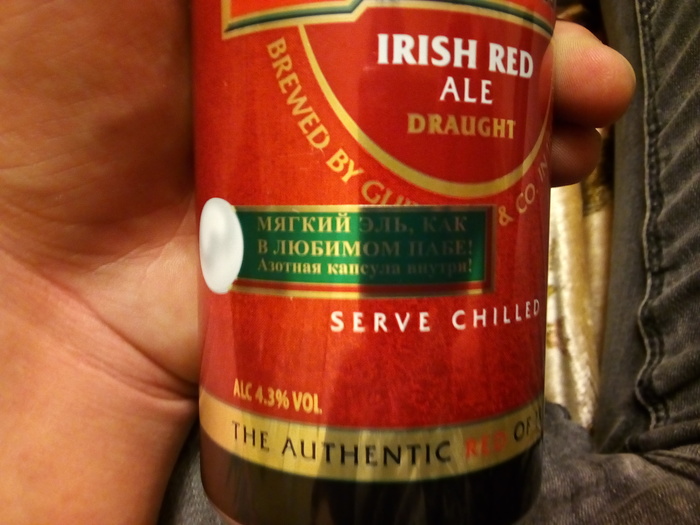 IRISH RED
ALE
DRAUGHT
BREWED BY
& CO.
МЯГКИЙ ЭЛЬ, КАК
В ЛЮБИМОМ ПАБЕ!
Азотная капсула внутри!
SERVE CHILLED
ALC 4.3% VOL.
THE AUTHENTIC RED OF